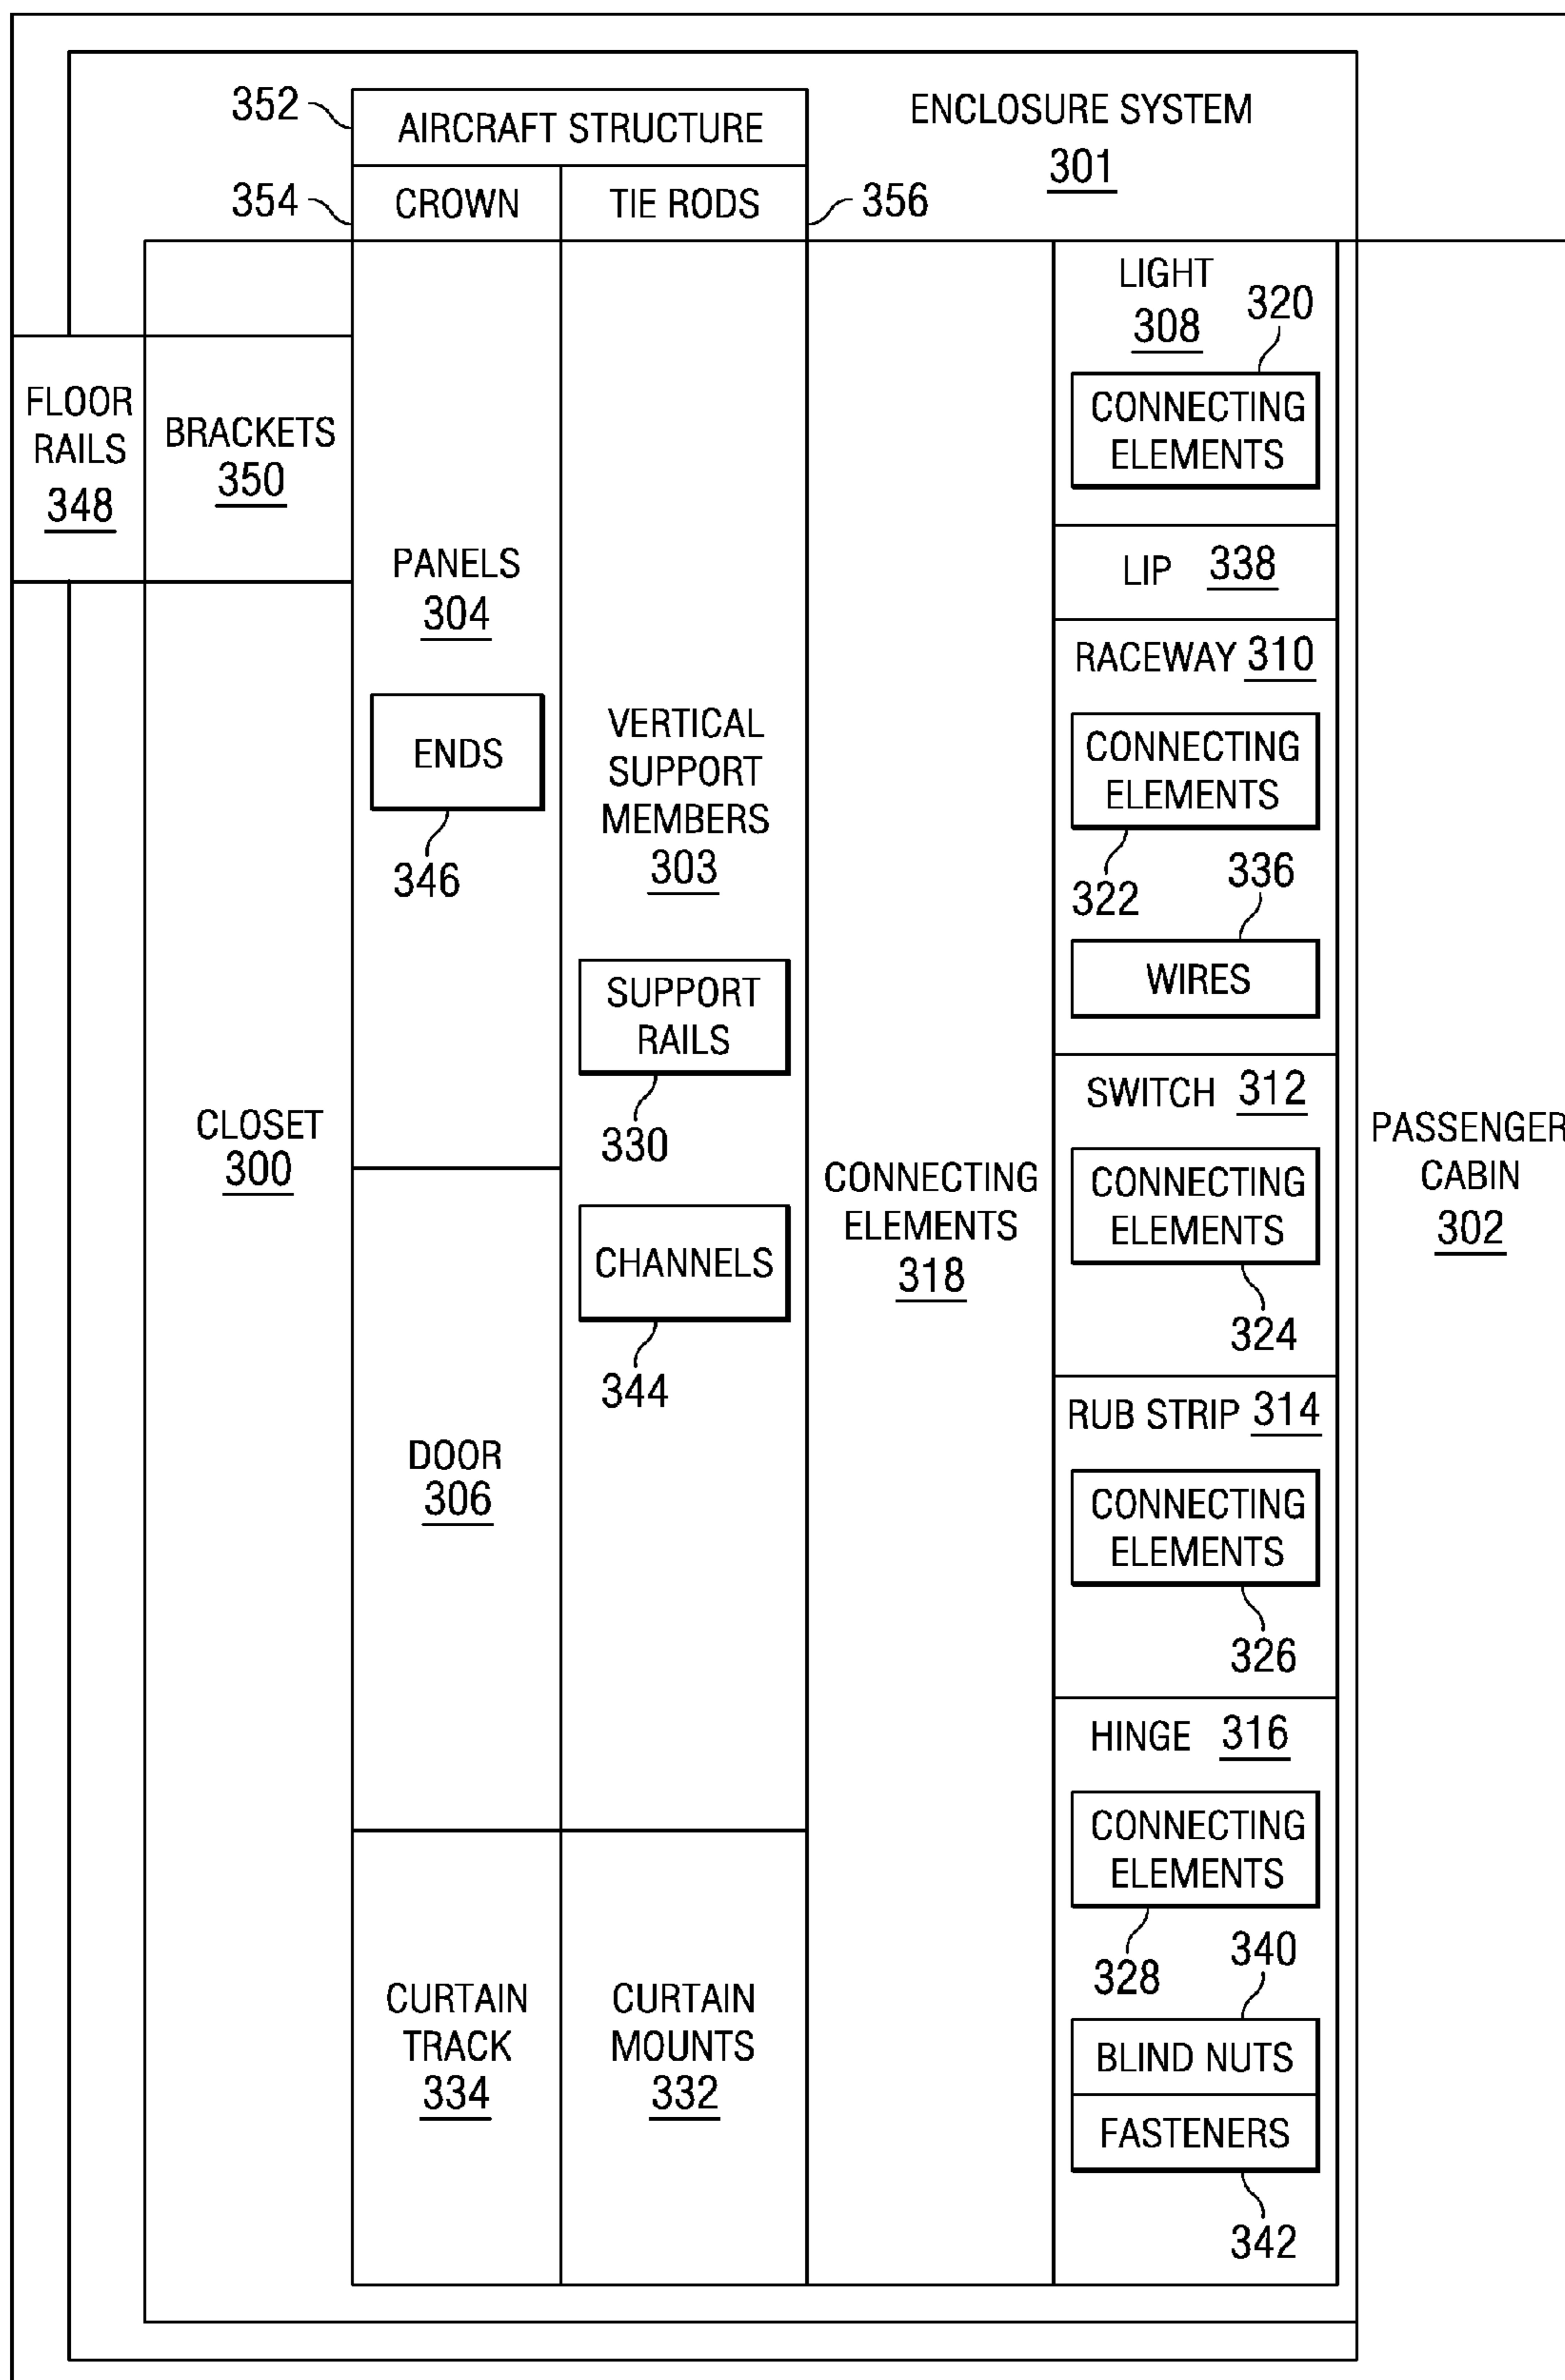 352
AIRCRAFT STRUCTURE
ENCLOSURE SYSTEM
301
354
CROWN
TIE RODS
356
FLOOR
RAILS
348
BRACKETS
350
CLOSET
300
PANELS
304
ENDS
346
DOOR
306
CURTAIN
TRACK
334
VERTICAL
SUPPORT
MEMBERS
303
SUPPORT
RAILS
330
CHANNELS
344
CURTAIN
MOUNTS
332
CONNECTING
ELEMENTS
318
LIGHT
308
320
CONNECTING
ELEMENTS
LIP 338
RACEWAY 310
CONNECTING
ELEMENTS
322
336
WIRES
SWITCH 312
CONNECTING
ELEMENTS
324
RUB STRIP 314
CONNECTING
ELEMENTS
326
HINGE 316
CONNECTING
ELEMENTS
328
340
BLIND NUTS
FASTENERS
342
PASSENGER
CABIN
302